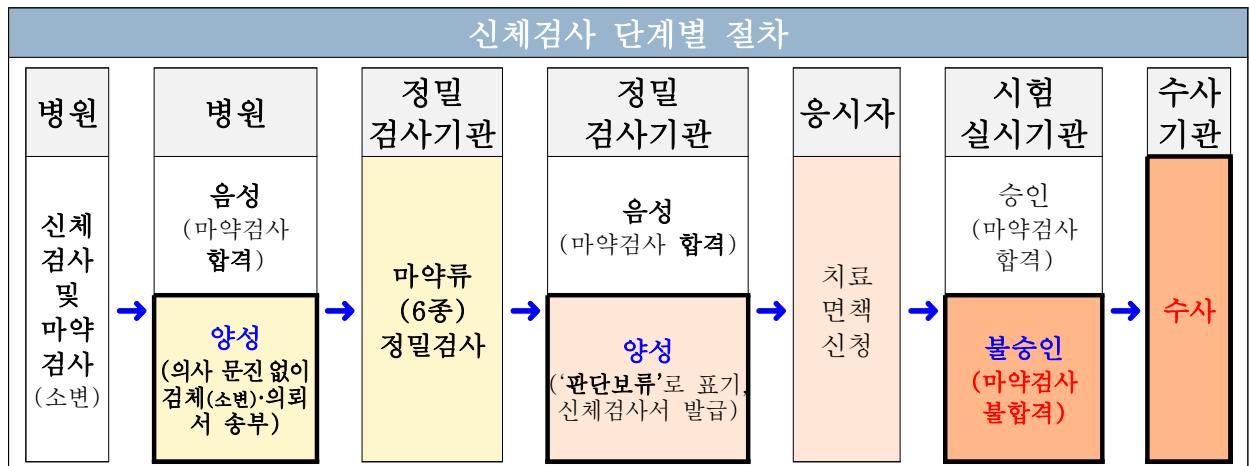 신체검사 단계별 절차
병원
병원
정밀
검사기관
정밀
검사기관
응시자
시험
실시기관
수사
기관
신체
검사
및
마약
검사
(소변)
음성
(마약검사
합격)
양성
(의사 문진 없이
검체(소변)·의뢰
서 송부)
마약류
(6종)
정밀검사
음성
(마약검사 합격)
양성
(‘판단보류’로 표기,
신체검사서 발급)
치료
면책
신청
승인
(마약검사
합격)
불승인
(마약검사
불합격)
수사